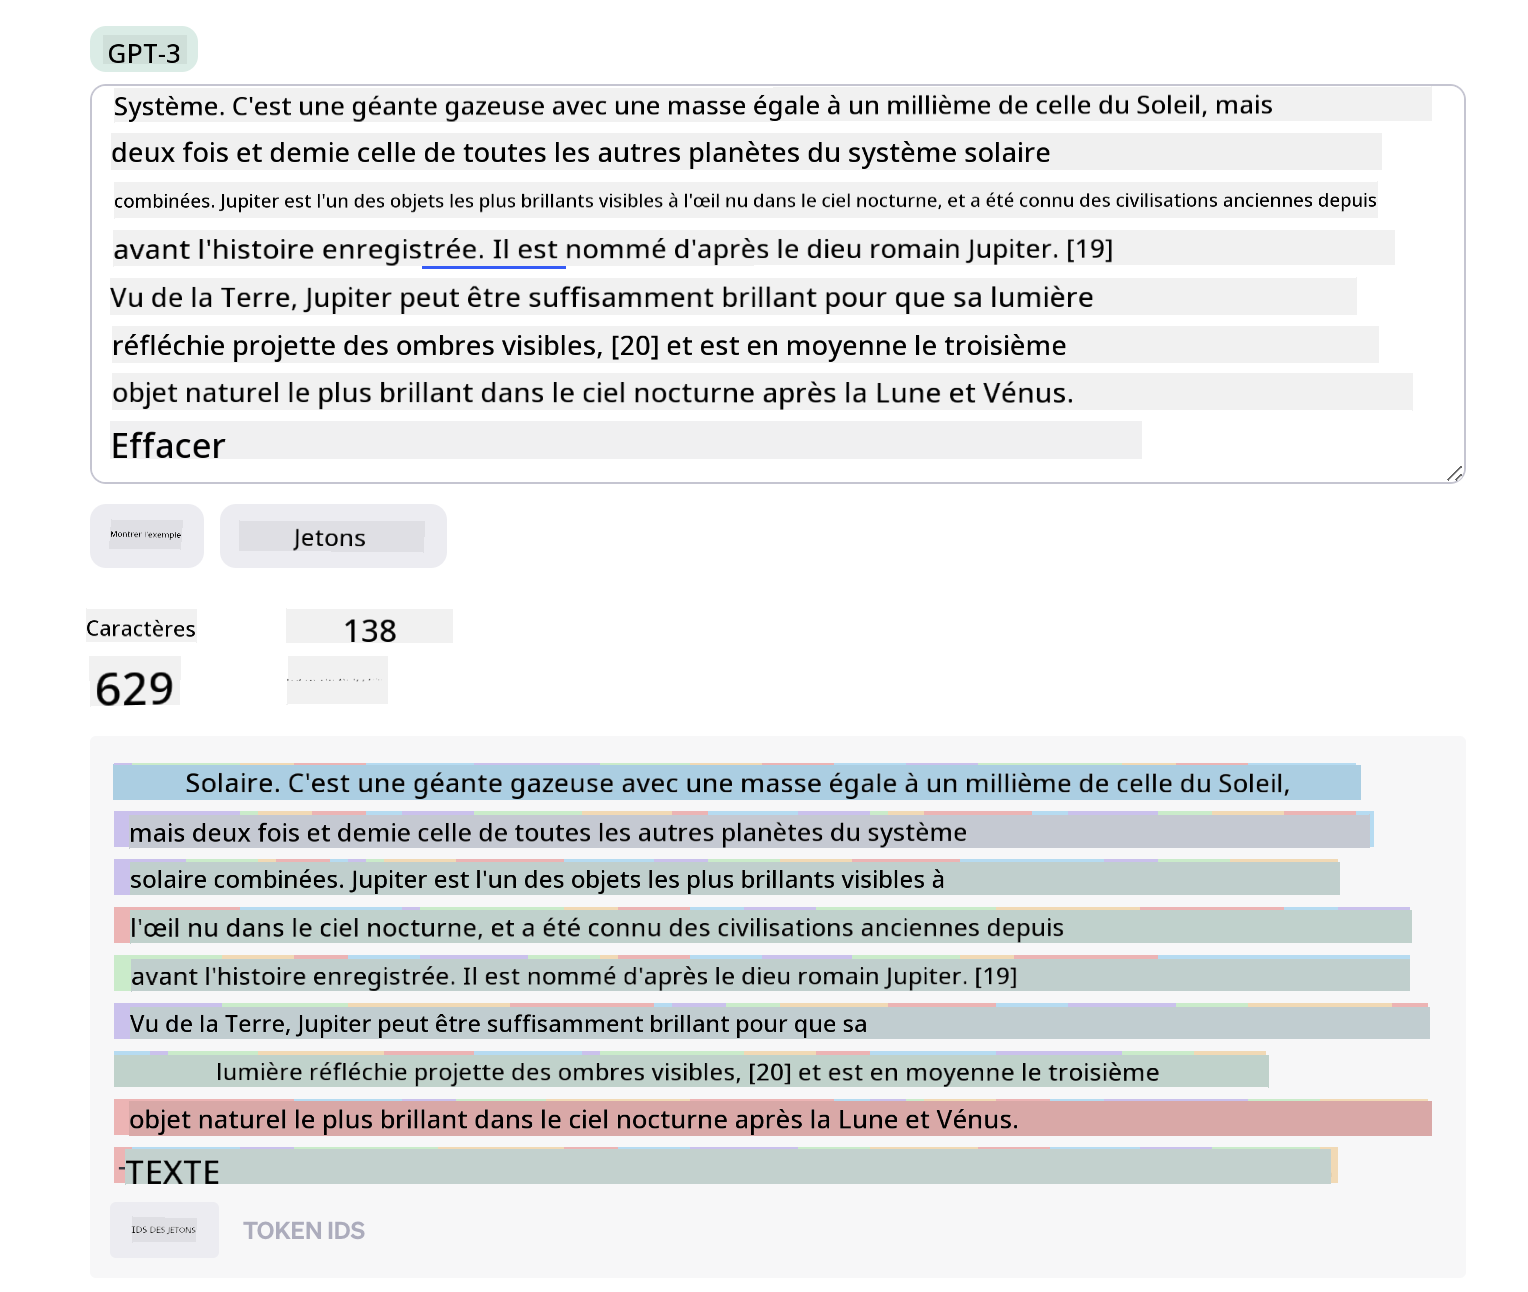 GPT-3
Système. C'est une géante gazeuse avec une masse égale à un millième de celle du Soleil, mais
deux fois et demie celle de toutes les autres planètes du système solaire
combinées. Jupiter est l'un des objets les plus brillants visibles à l'œil nu dans le ciel nocturne, et a été connu des civilisations anciennes depuis
avant l'histoire enregistrée. Il est nommé d'après le dieu romain Jupiter. [19]
Vu de la Terre, Jupiter peut être suffisamment brillant pour que sa lumière
réfléchie projette des ombres visibles, [20] et est en moyenne le troisième
objet naturel le plus brillant dans le ciel nocturne après la Lune et Vénus.
Effacer
Montrer l'exemple
Jetons
Caractères
138
629
Solaire. C'est une géante gazeuse avec une masse égale à un millième de celle du Soleil,
mais deux fois et demie celle de toutes les autres planètes du système
solaire combinées. Jupiter est l'un des objets les plus brillants visibles à
l'œil nu dans le ciel nocturne, et a été connu des civilisations anciennes depuis
avant l'histoire enregistrée. Il est nommé d'après le dieu romain Jupiter. [19]
Vu de la Terre, Jupiter peut être suffisamment brillant pour que sa
lumière réfléchie projette des ombres visibles, [20] et est en moyenne le troisième
objet naturel le plus brillant dans le ciel nocturne après la Lune et Vénus.
-TEXTE
IDS DES JETONS
TOKEN IDS